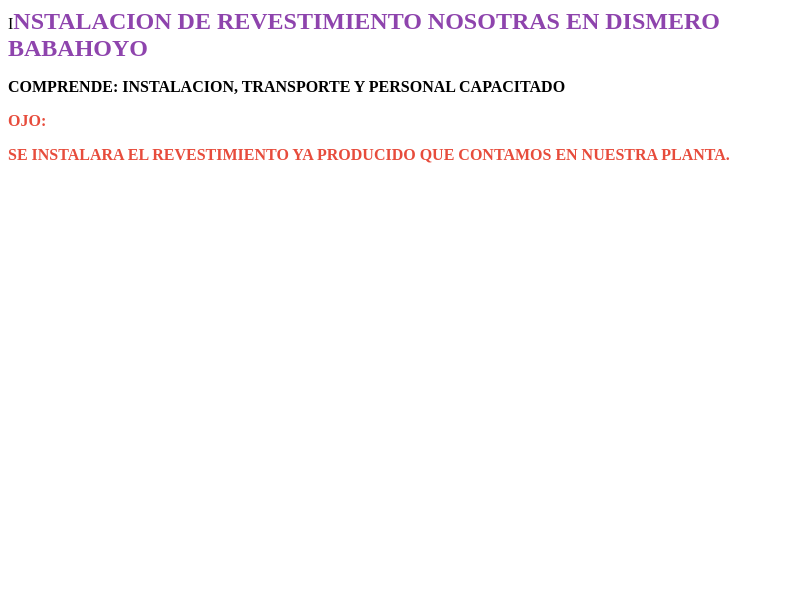 INSTALACION DE REVESTIMIENTO NOSOTRAS EN DISMERO
BABAHOYO
COMPRENDE: INSTALACION, TRANSPORTE Y PERSONAL CAPACITADO
OJO:
SE INSTALARA EL REVESTIMIENTO YA PRODUCIDO QUE CONTAMOS EN NUESTRA PLANTA.